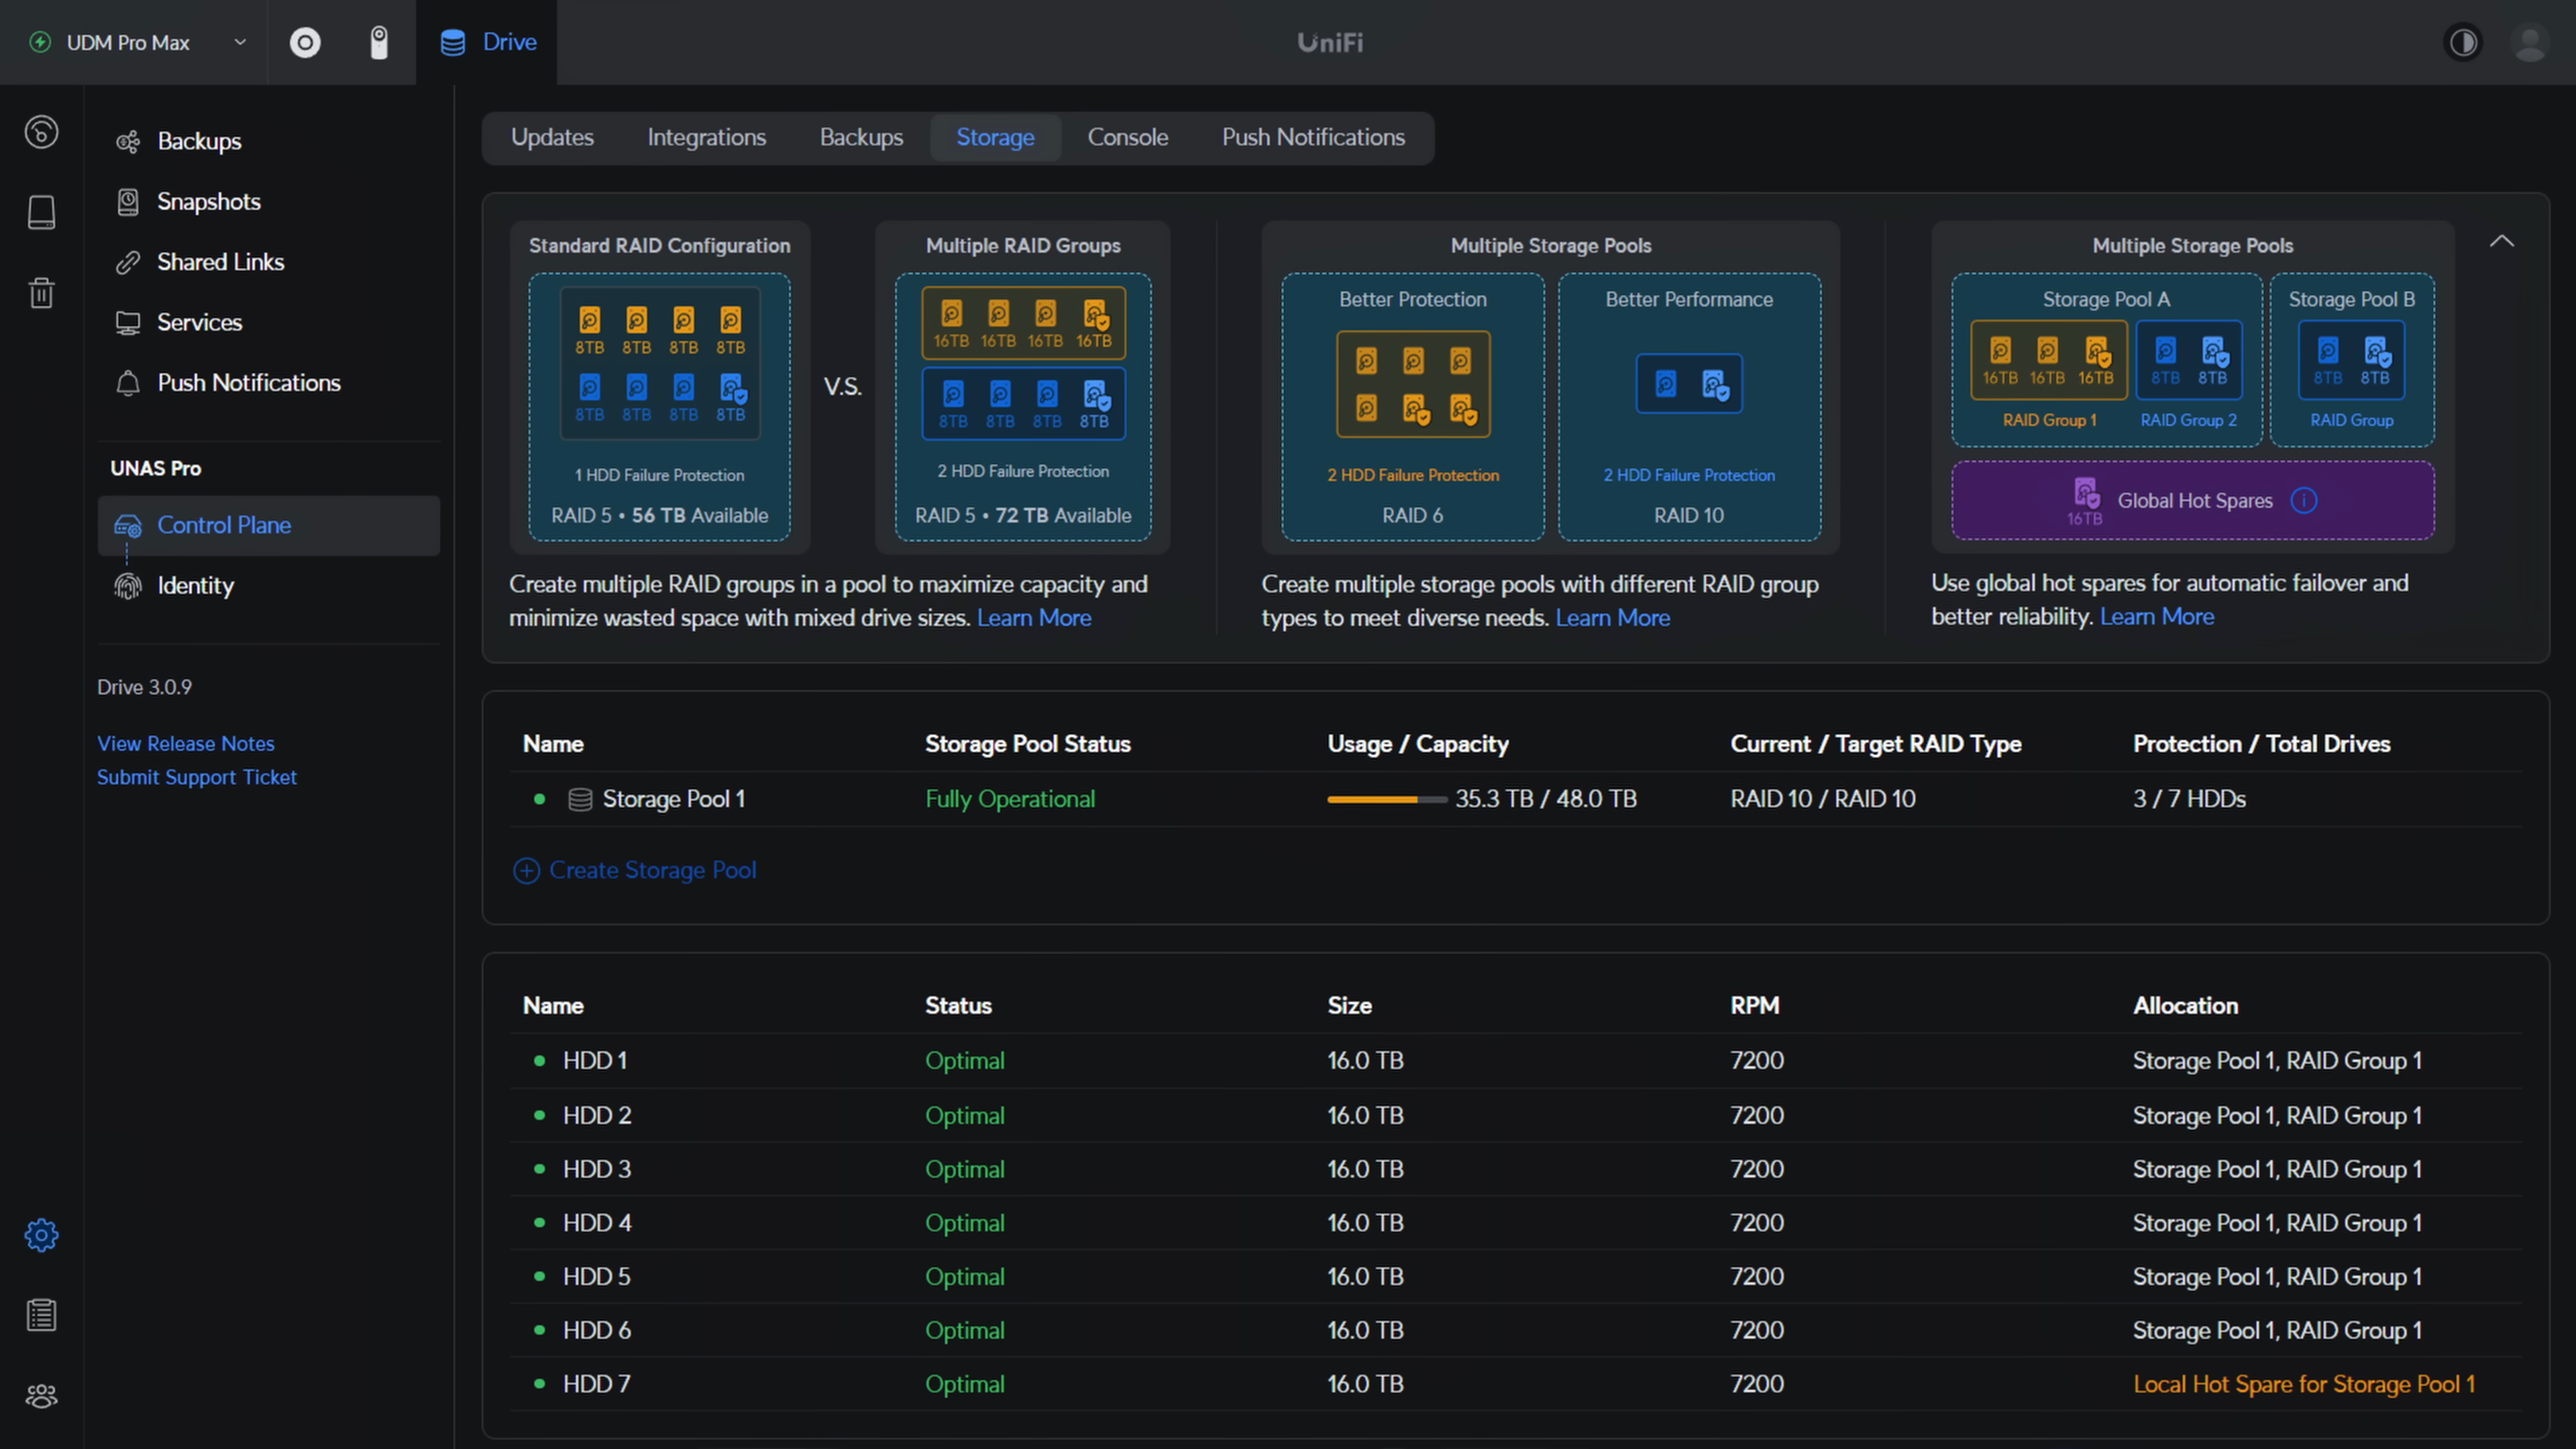 UDM Pro Max
Drive
UniFi
Backups
Snapshots
Shared Links
Services
Push Notifications
UNAS Pro
Control Plane
Identity
Drive 3.0.9
View Release Notes
Submit Support Ticket
Updates Integrations Backups Storage Console Push Notifications
Standard RAID Configuration
8TB 8TB 8TB 8TB
8TB 8TB 8TB 8TB
1 HDD Failure Protection
RAID 5 • 56 TB Available
V.S.
Multiple RAID Groups
16TB 16TB 16TB 16TB
8TB 8TB 8TB 8TB
2 HDD Failure Protection
RAID 5 • 72 TB Available
Create multiple RAID groups in a pool to maximize capacity and
minimize wasted space with mixed drive sizes. Learn More
Multiple Storage Pools
Better Protection
2 HDD Failure Protection
RAID 6
Better Performance
2 HDD Failure Protection
RAID 10
Create multiple storage pools with different RAID group
types to meet diverse needs. Learn More
Multiple Storage Pools
Storage Pool A
16TB 16TB 16TB 8TB 8TB
RAID Group 1 RAID Group 2
Storage Pool B
8TB 8TB
RAID Group
16TB
Global Hot Spares
Use global hot spares for automatic failover and
better reliability. Learn More
Name Storage Pool Status Usage / Capacity Current / Target RAID Type Protection / Total Drives
Storage Pool 1 Fully Operational 35.3 TB / 48.0 TB RAID 10 / RAID 10 3 / 7 HDDs
Create Storage Pool
Name Status Size RPM Allocation
HDD 1 Optimal 16.0 TB 7200 Storage Pool 1, RAID Group 1
HDD 2 Optimal 16.0 TB 7200 Storage Pool 1, RAID Group 1
HDD 3 Optimal 16.0 TB 7200 Storage Pool 1, RAID Group 1
HDD 4 Optimal 16.0 TB 7200 Storage Pool 1, RAID Group 1
HDD 5 Optimal 16.0 TB 7200 Storage Pool 1, RAID Group 1
HDD 6 Optimal 16.0 TB 7200 Storage Pool 1, RAID Group 1
HDD 7 Optimal 16.0 TB 7200 Local Hot Spare for Storage Pool 1